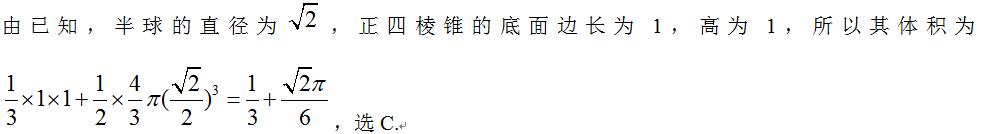 由已知，半球的直径为 √2 ，正四棱锥的底面边长为 1，高为 1，所以其体积为
1/3×1×1+1/2×4/3π(√2/2)³=1/3+√2π/6 ，选 C.↵